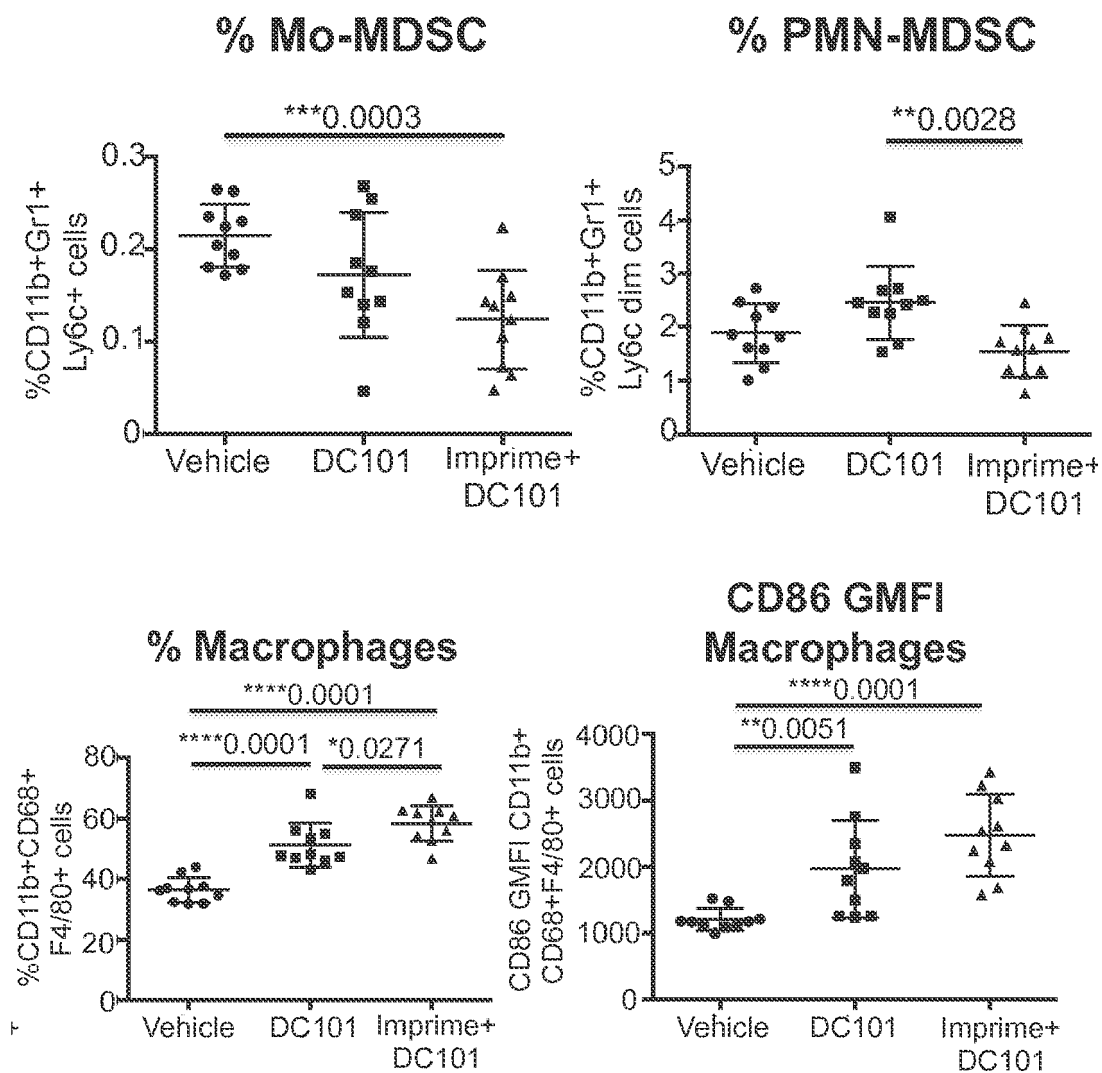 % Mo-MDSC
***0.0003
%CD11b+Gr1+
Ly6c+ cells
0.3
0.2
0.1
0
Vehicle
DC101
Imprime+
DC101
% PMN-MDSC
**0.0028
%CD11b+Gr1+
Ly6c dim cells
5
4
3
2
1
0
Vehicle
DC101
Imprime+
DC101
% Macrophages
****0.0001
****0.0001
*0.0271
%CD11b+CD68+
F4/80+ cells
80
60
40
20
0
Vehicle
DC101
Imprime+
DC101
CD86 GMFI
Macrophages
****0.0001
**0.0051
CD86 GMFI CD11b+
CD68+F4/80+ cells
4000
3000
2000
1000
0
Vehicle
DC101
Imprime+
DC101